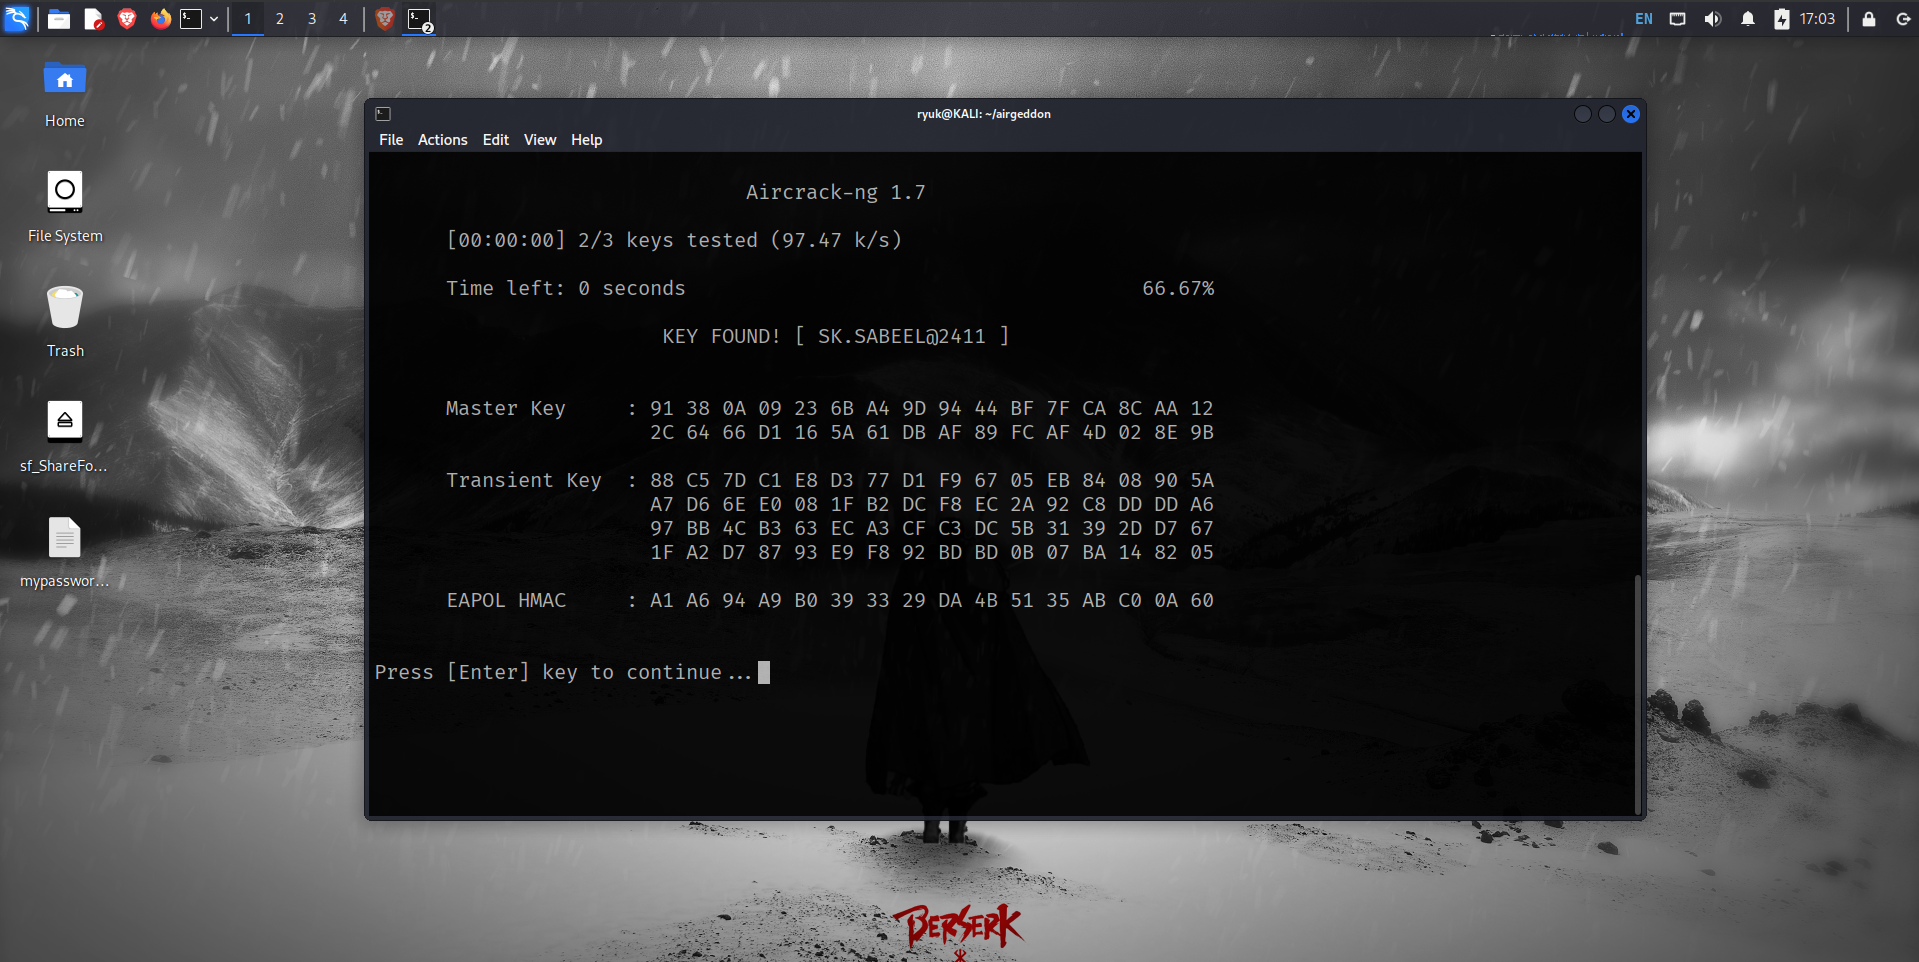 1 2 3 4
2
EN
17:03
Home
File System
Trash
sf_ShareFo...
mypasswor...
ryuk@KALI: ~/airgeddon
File Actions Edit View Help
Aircrack-ng 1.7
[00:00:00] 2/3 keys tested (97.47 k/s)
Time left: 0 seconds 66.67%
KEY FOUND! [ SK.SABEEL@2411 ]
Master Key : 91 38 0A 09 23 6B A4 9D 94 44 BF 7F CA 8C AA 12
2C 64 66 D1 16 5A 61 DB AF 89 FC AF 4D 02 8E 9B
Transient Key : 88 C5 7D C1 E8 D3 77 D1 F9 67 05 EB 84 08 90 5A
A7 D6 6E E0 08 1F B2 DC F8 EC 2A 92 C8 DD DD A6
97 BB 4C B3 63 EC A3 CF C3 DC 5B 31 39 2D D7 67
1F A2 D7 87 93 E9 F8 92 BD BD 0B 07 BA 14 82 05
EAPOL HMAC : A1 A6 94 A9 B0 39 33 29 DA 4B 51 35 AB C0 0A 60
Press [Enter] key to continue...
BERSERK